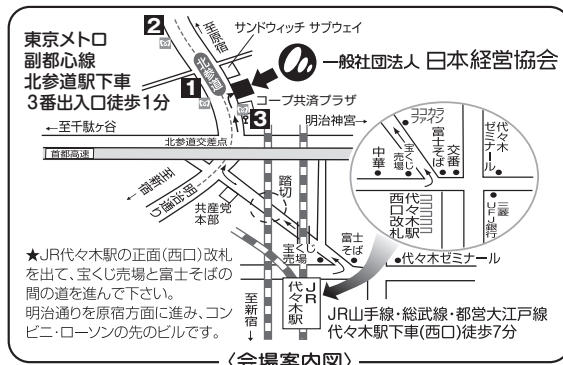 東京メトロ
副都心線
北参道駅下車
3番出入口徒歩1分
2
至原宿
サンドウィッチ サブウェイ
北参道
一般社団法人 日本経営協会
1
コープ共済プラザ
3
←至千駄ヶ谷
明治神宮→
北参道交差点
首都高速
至新宿
明治通り
共産党
本部
踏切
ココカラ
ファイン
中華
宝くじ
売場
富士そば
交番
代々木
ゼミナール
代々木駅
西口改札
三菱
UFJ銀行
★JR代々木駅の正面(西口)改札
を出て、宝くじ売場と富士そばの
間の道を進んで下さい。
明治通りを原宿方面に進み、コン
ビニ・ローソンの先のビルです。
宝くじ
売場
富士
そば
代々木ゼミナール
至新宿
↓
JR
代々木駅
JR山手線・総武線・都営大江戸線
代々木駅下車(西口)徒歩7分
〈会場案内図〉